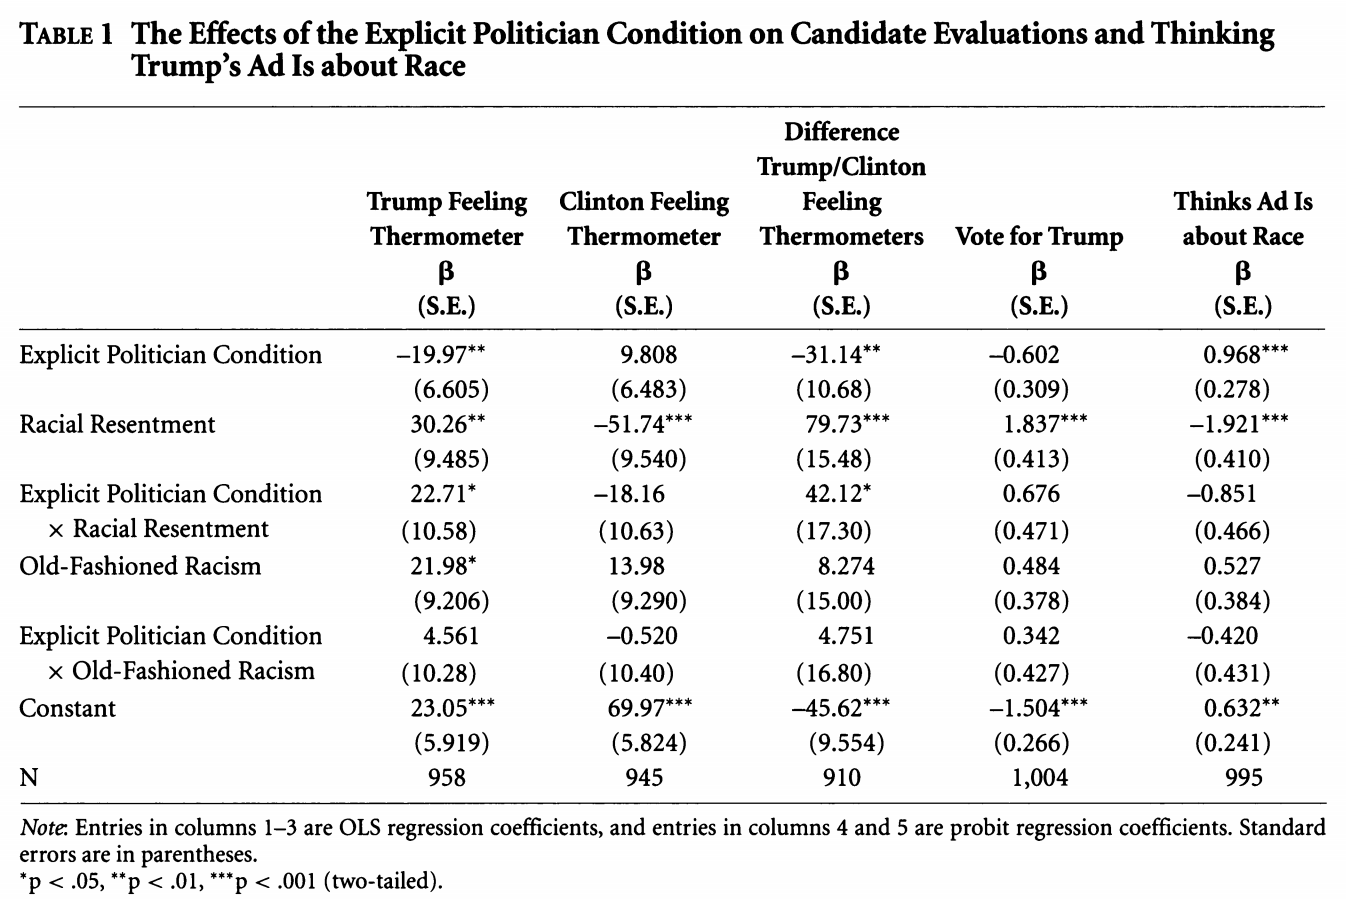 TABLE 1 The Effects of the Explicit Politician Condition on Candidate Evaluations and Thinking
Trump's Ad Is about Race
Difference
Trump/Clinton
Trump Feeling Clinton Feeling Feeling Thinks Ad Is
Thermometer Thermometer Thermometers Vote for Trump about Race
β β β β β
(S.E.) (S.E.) (S.E.) (S.E.) (S.E.)
Explicit Politician Condition −19.97** 9.808 −31.14** −0.602 0.968***
(6.605) (6.483) (10.68) (0.309) (0.278)
Racial Resentment 30.26** −51.74*** 79.73*** 1.837*** −1.921***
(9.485) (9.540) (15.48) (0.413) (0.410)
Explicit Politician Condition 22.71* −18.16 42.12* 0.676 −0.851
× Racial Resentment (10.58) (10.63) (17.30) (0.471) (0.466)
Old-Fashioned Racism 21.98* 13.98 8.274 0.484 0.527
(9.206) (9.290) (15.00) (0.378) (0.384)
Explicit Politician Condition 4.561 −0.520 4.751 0.342 −0.420
× Old-Fashioned Racism (10.28) (10.40) (16.80) (0.427) (0.431)
Constant 23.05*** 69.97*** −45.62*** −1.504*** 0.632**
(5.919) (5.824) (9.554) (0.266) (0.241)
N 958 945 910 1,004 995
Note: Entries in columns 1–3 are OLS regression coefficients, and entries in columns 4 and 5 are probit regression coefficients. Standard
errors are in parentheses.
*p < .05, **p < .01, ***p < .001 (two-tailed).